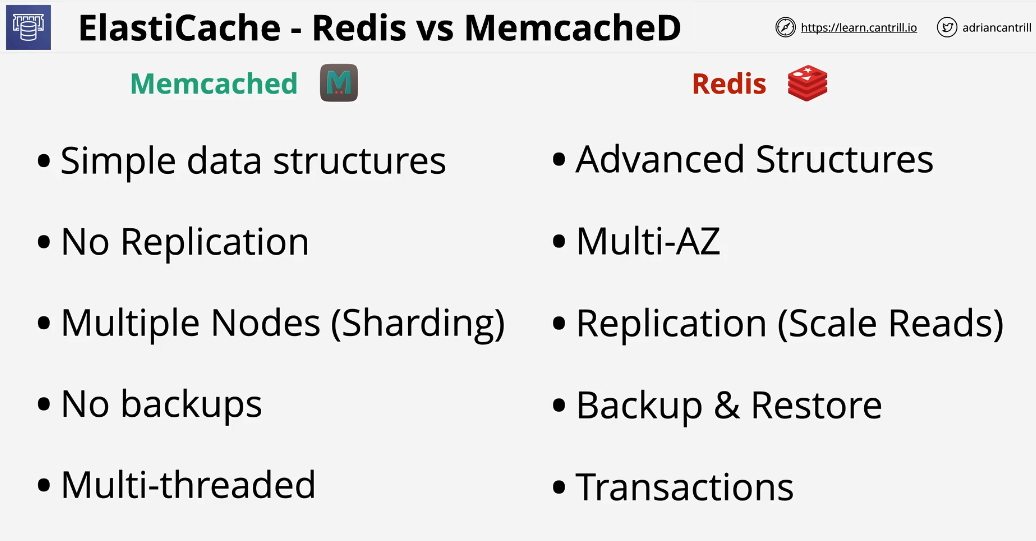 ElastiCache - Redis vs MemcacheD
https://learn.cantrill.io
adriancantrill
Memcached
M
Redis
• Simple data structures
• No Replication
• Multiple Nodes (Sharding)
• No backups
• Multi-threaded
• Advanced Structures
• Multi-AZ
• Replication (Scale Reads)
• Backup & Restore
• Transactions